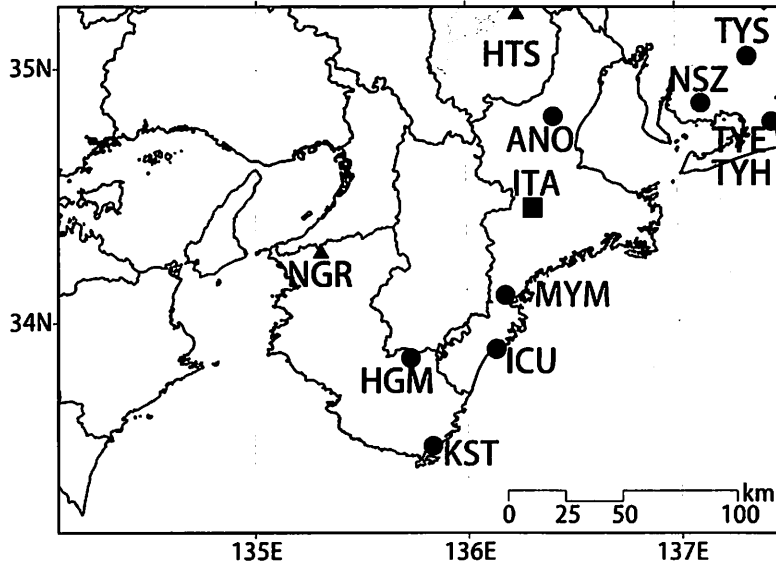 TYS
35N
HTS
NSZ
ANO
TYE
TYH
ITA
NGR
MYM
34N
ICU
HGM
KST
km
0 25 50 100
135E 136E 137E